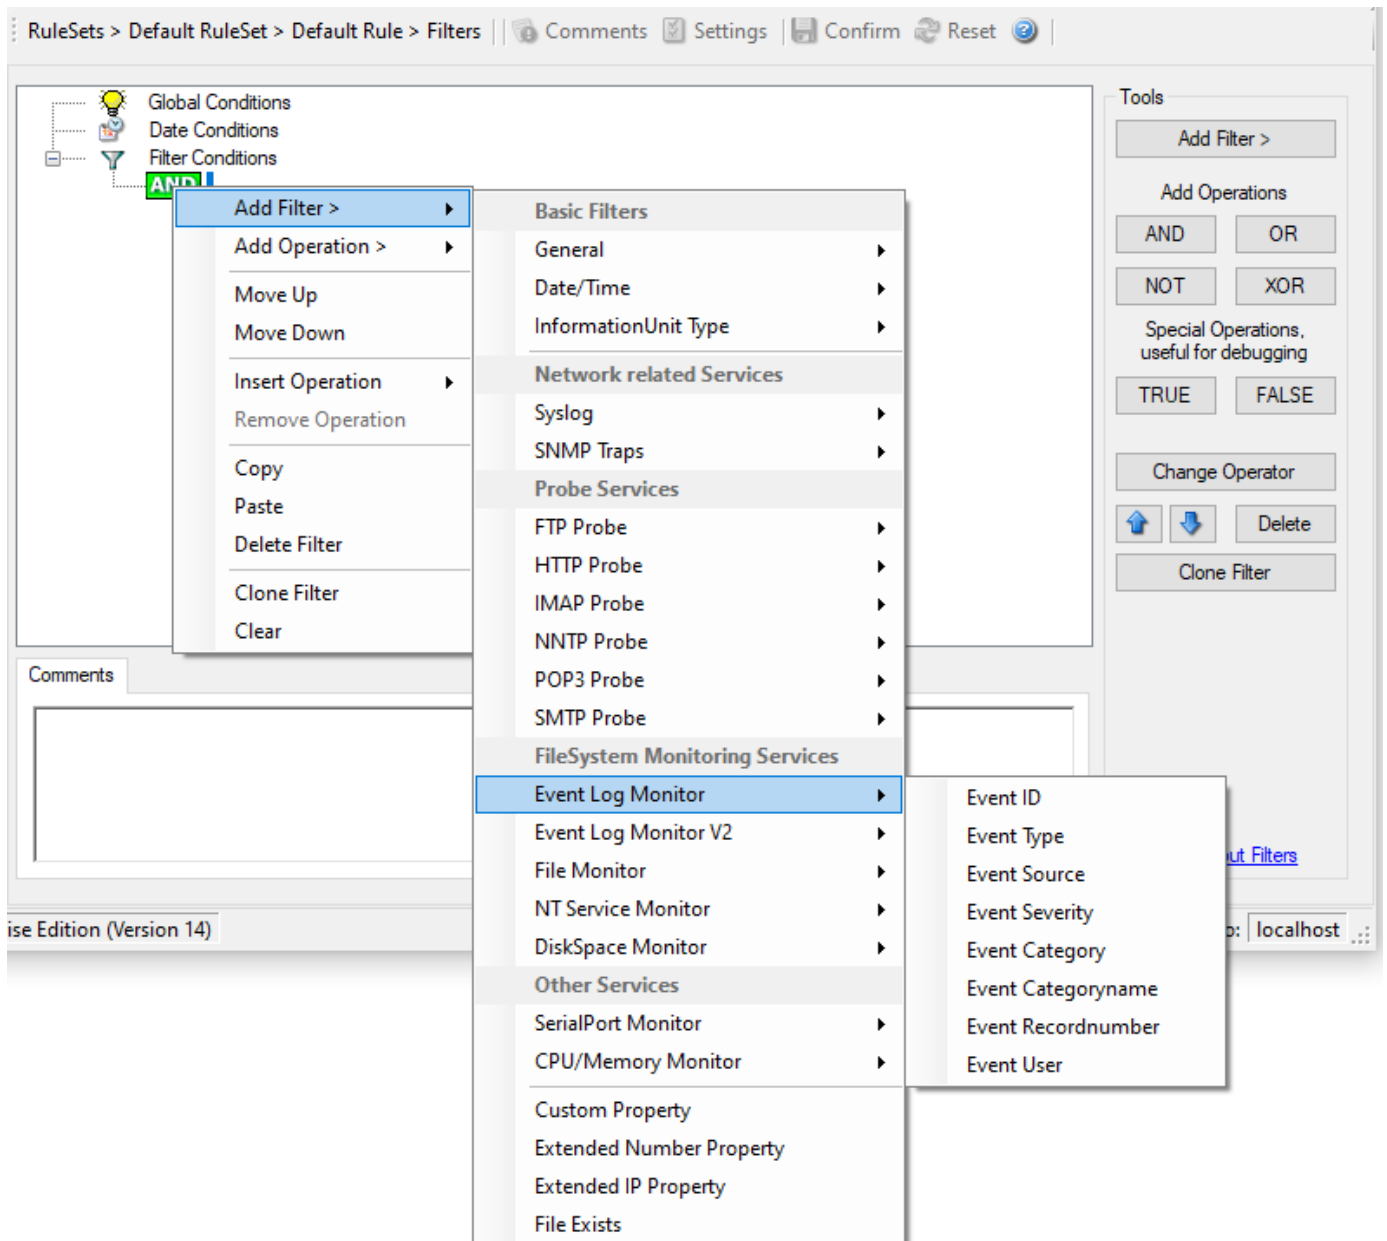 RuleSets > Default RuleSet > Default Rule > Filters Comments Settings Confirm Reset
Global Conditions
Date Conditions
Filter Conditions
AND
Add Filter >
Add Operation >
Move Up
Move Down
Insert Operation
Remove Operation
Copy
Paste
Delete Filter
Clone Filter
Clear
Basic Filters
General
Date/Time
InformationUnit Type
Network related Services
Syslog
SNMP Traps
Probe Services
FTP Probe
HTTP Probe
IMAP Probe
NNTP Probe
POP3 Probe
SMTP Probe
FileSystem Monitoring Services
Event Log Monitor
Event Log Monitor V2
File Monitor
NT Service Monitor
DiskSpace Monitor
Other Services
SerialPort Monitor
CPU/Memory Monitor
Custom Property
Extended Number Property
Extended IP Property
File Exists
Event ID
Event Type
Event Source
Event Severity
Event Category
Event Categoryname
Event Recordnumber
Event User
Tools
Add Filter >
Add Operations
AND OR
NOT XOR
Special Operations,
useful for debugging
TRUE FALSE
Change Operator
Delete
Clone Filter
Filters
Comments
Edition (Version 14)
localhost